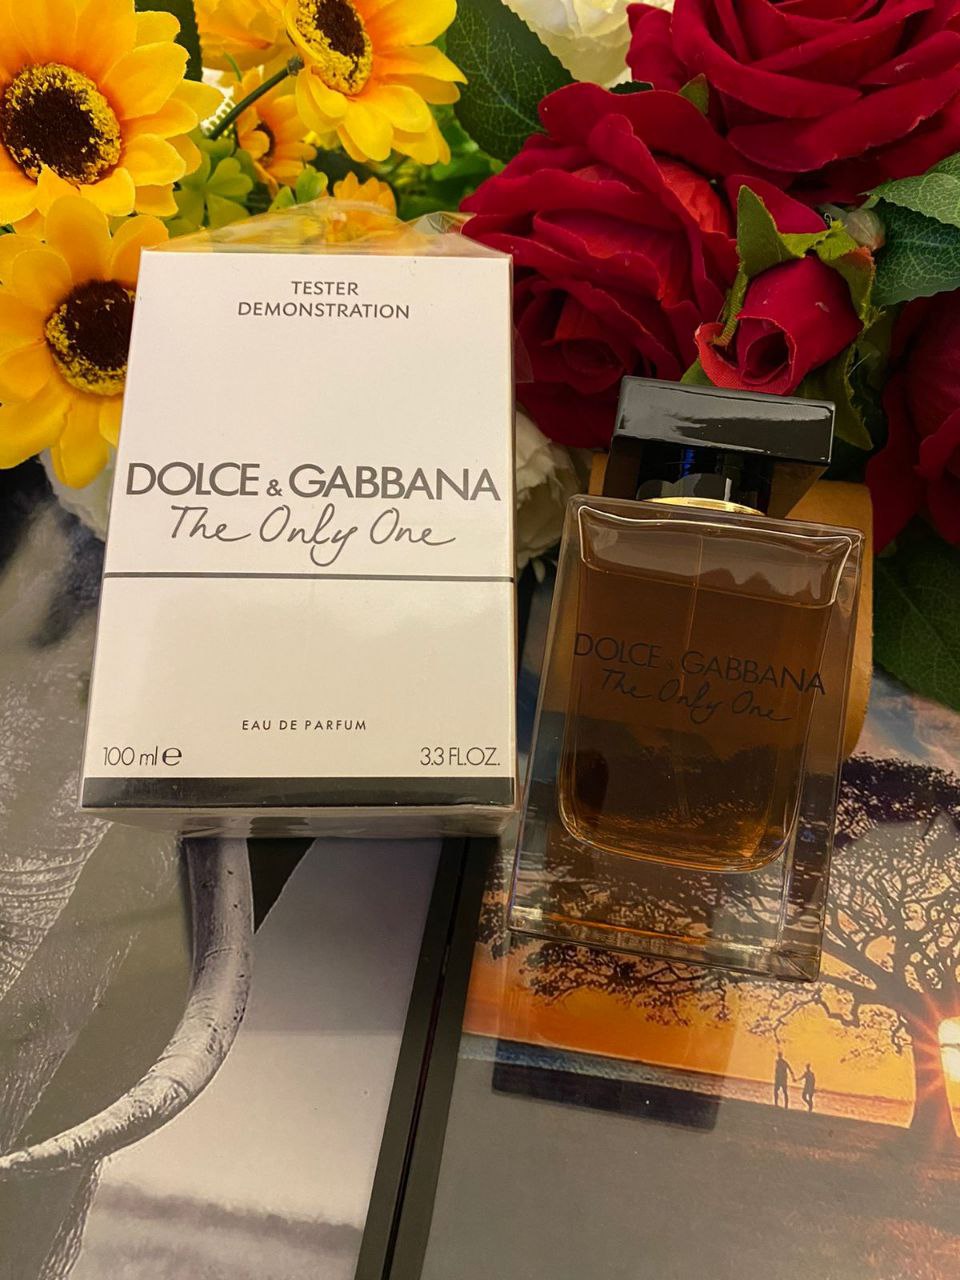 TESTER
DEMONSTRATION
DOLCE & GABBANA
The Only One
EAU DE PARFUM
100 ml ℮
3.3 FL.OZ.
DOLCE & GABBANA
The Only One